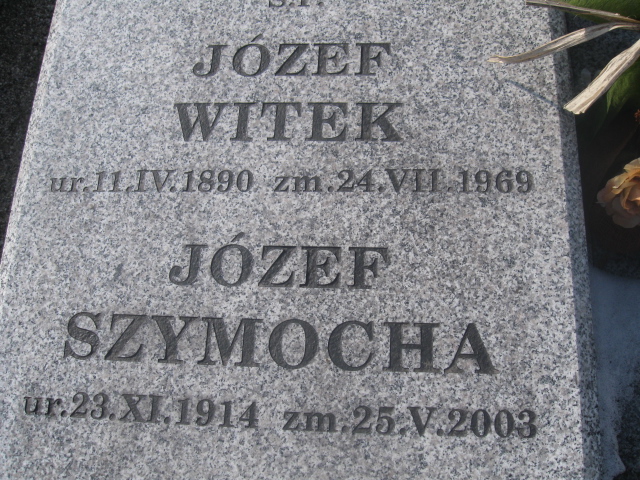 Ś.P.
JÓZEF
WITEK
ur.11.IV.1890 zm.24.VII.1969
JÓZEF
SZYMOCHA
ur.23.XI.1914 zm.25.V.2003